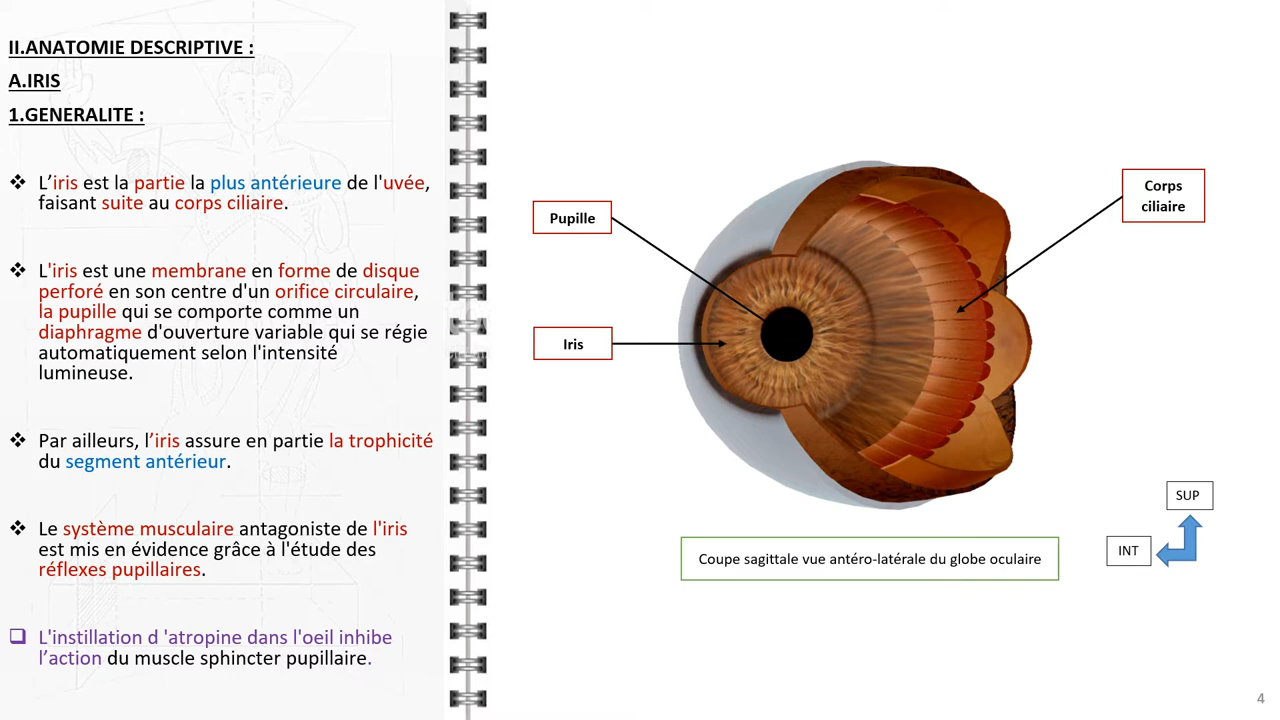 II.ANATOMIE DESCRIPTIVE :
A.IRIS
1.GENERALITE :
❖ L’iris est la partie la plus antérieure de l'uvée,
faisant suite au corps ciliaire.
❖ L'iris est une membrane en forme de disque
perforé en son centre d'un orifice circulaire,
la pupille qui se comporte comme un
diaphragme d'ouverture variable qui se régie
automatiquement selon l'intensité
lumineuse.
❖ Par ailleurs, l’iris assure en partie la trophicité
du segment antérieur.
❖ Le système musculaire antagoniste de l'iris
est mis en évidence grâce à l'étude des
réflexes pupillaires.
❑ L'instillation d 'atropine dans l'oeil inhibe
l’action du muscle sphincter pupillaire.
Pupille
Iris
Corps
ciliaire
SUP
INT
Coupe sagittale vue antéro-latérale du globe oculaire
4